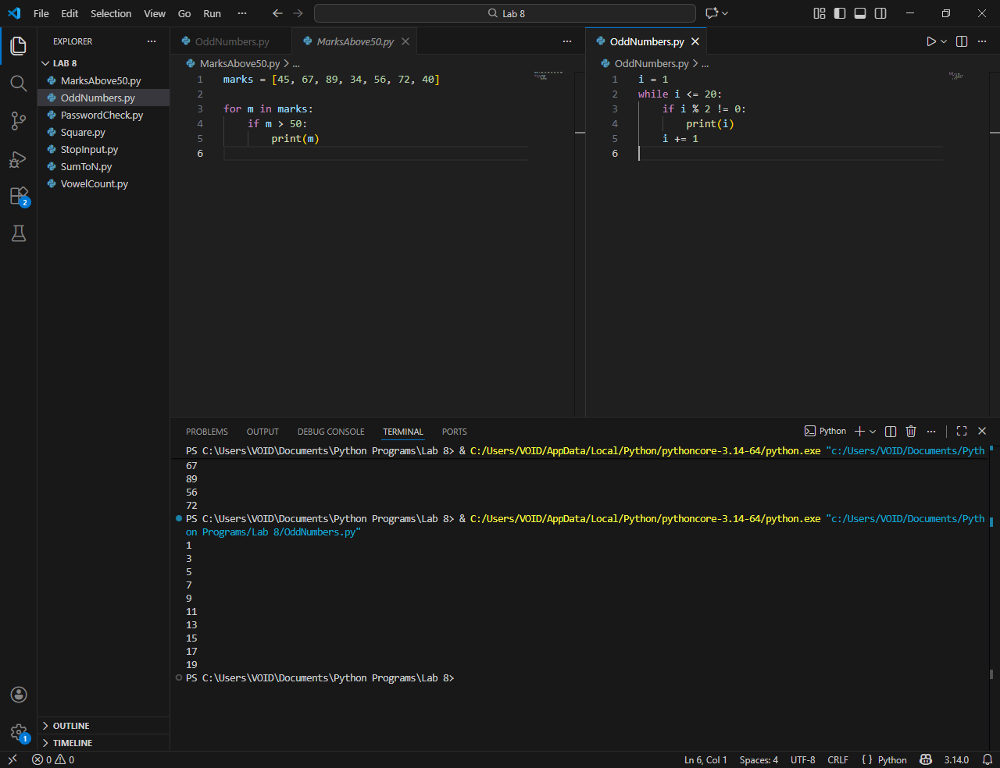 File Edit Selection View Go Run ··· Lab 8
EXPLORER ···
LAB 8
MarksAbove50.py
OddNumbers.py
PasswordCheck.py
Square.py
StopInput.py
SumToN.py
VowelCount.py
2
1
OUTLINE
TIMELINE
OddNumbers.py MarksAbove50.py ···
MarksAbove50.py > ...
1 marks = [45, 67, 89, 34, 56, 72, 40]
2
3 for m in marks:
4     if m > 50:
5         print(m)
6
OddNumbers.py ···
OddNumbers.py > ...
1 i = 1
2 while i <= 20:
3     if i % 2 != 0:
4         print(i)
5     i += 1
6
PROBLEMS OUTPUT DEBUG CONSOLE TERMINAL PORTS Python ···
PS C:\Users\VOID\Documents\Python Programs\Lab 8> & C:/Users/VOID/AppData/Local/Python/pythoncore-3.14-64/python.exe "c:/Users/VOID/Documents/Pyth
67
89
56
72
PS C:\Users\VOID\Documents\Python Programs\Lab 8> & C:/Users/VOID/AppData/Local/Python/pythoncore-3.14-64/python.exe "c:/Users/VOID/Documents/Pyth
on Programs/Lab 8/OddNumbers.py"
1
3
5
7
9
11
13
15
17
19
PS C:\Users\VOID\Documents\Python Programs\Lab 8>
0 0 Ln 6, Col 1 Spaces: 4 UTF-8 CRLF { } Python 3.14.0